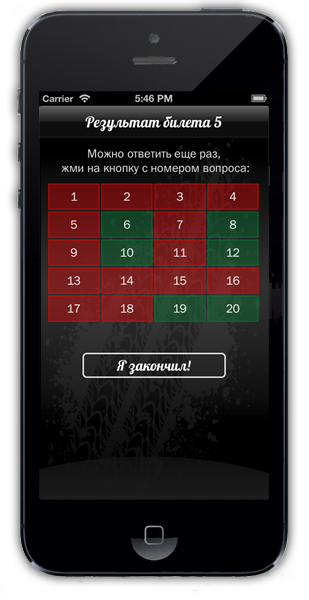 Carrier 5:46 PM
Результат билета 5
Можно ответить еще раз,
жми на кнопку с номером вопроса:
1 2 3 4
5 6 7 8
9 10 11 12
13 14 15 16
17 18 19 20
Я закончил!